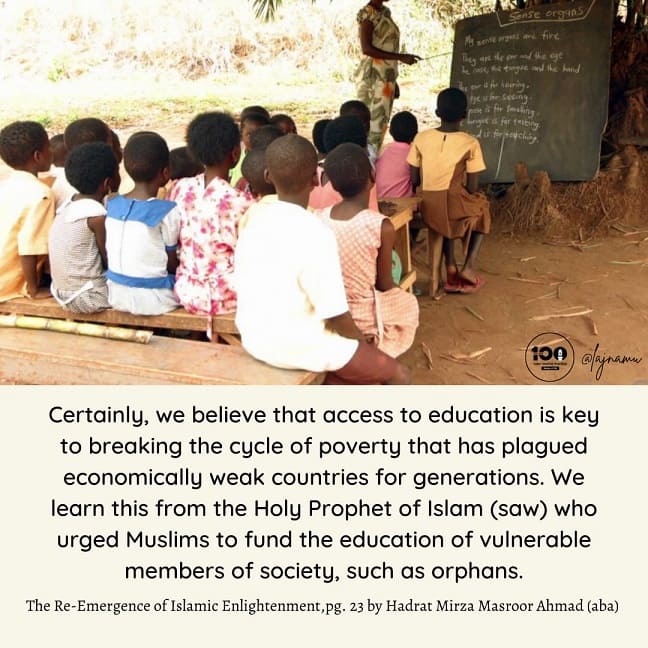 Sense organs
My sense organs and five
They are the ear and the eye
the nose, the tongue and the hand
The ear is for hearing,
eye is for seeing
nose is for smelling
tongue is for tasting
nd is for touching
100
@lajnamu
Certainly, we believe that access to education is key
to breaking the cycle of poverty that has plagued
economically weak countries for generations. We
learn this from the Holy Prophet of Islam (saw) who
urged Muslims to fund the education of vulnerable
members of society, such as orphans.
The Re-Emergence of Islamic Enlightenment,pg. 23 by Hadrat Mirza Masroor Ahmad (aba)